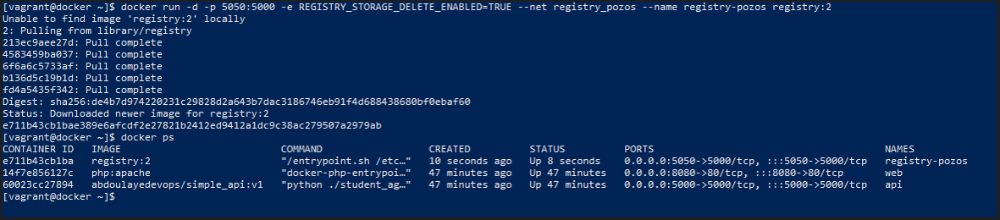 [vagrant@docker ~]$ docker run -d -p 5050:5000 -e REGISTRY_STORAGE_DELETE_ENABLED=TRUE --net registry_pozos --name registry-pozos registry:2
Unable to find image 'registry:2' locally
2: Pulling from library/registry
213ec9aee27d: Pull complete
4583459ba037: Pull complete
6f6a6c5733af: Pull complete
b136d5c19b1d: Pull complete
fd4a5435f342: Pull complete
Digest: sha256:de4b7d974220231c29828d2a643b7dac3186746eb91f4d688438680bf0ebaf60
Status: Downloaded newer image for registry:2
e711b43cb1bae389e6afcdf2e27821b2412ed9412a1dc9c38ac279507a2979ab
[vagrant@docker ~]$ docker ps
CONTAINER ID   IMAGE                            COMMAND                  CREATED          STATUS          PORTS                                       NAMES
e711b43cb1ba   registry:2                       "/entrypoint.sh /etc…"   10 seconds ago   Up 8 seconds    0.0.0.0:5050->5000/tcp, :::5050->5000/tcp   registry-pozos
14f7e856127c   php:apache                       "docker-php-entrypoi…"   47 minutes ago   Up 47 minutes   0.0.0.0:8080->80/tcp, :::8080->80/tcp       web
60023cc27894   abdoulayedevops/simple_api:v1    "python ./student_ag…"   47 minutes ago   Up 47 minutes   0.0.0.0:5000->5000/tcp, :::5000->5000/tcp   api
[vagrant@docker ~]$